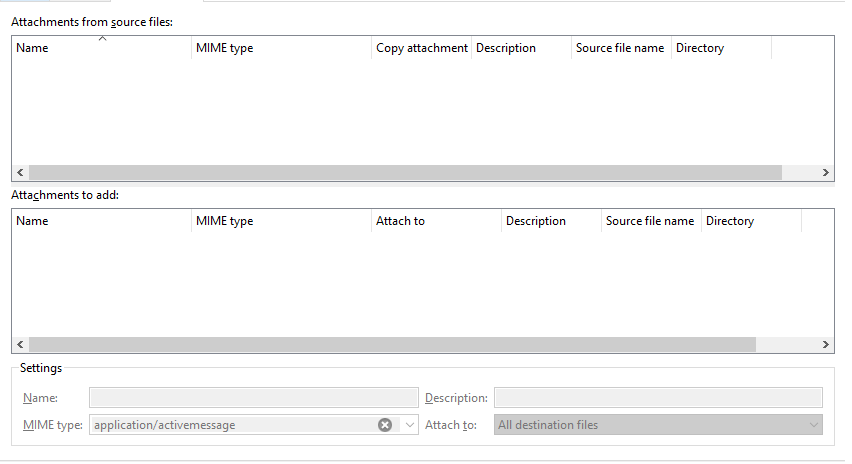 Attachments from source files:
Name MIME type Copy attachment Description Source file name Directory
Attachments to add:
Name MIME type Attach to Description Source file name Directory
Settings
Name: Description:
MIME type: application/activemessage Attach to: All destination files